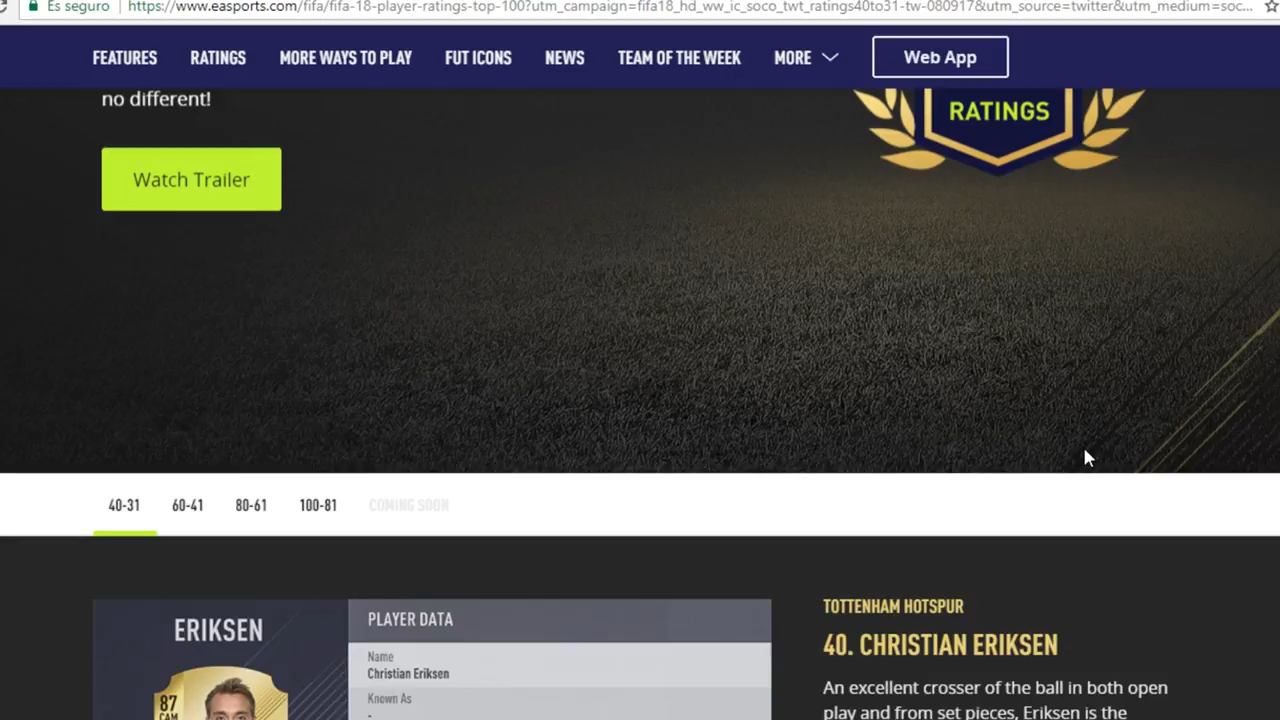 Es seguro
https://www.easports.com/fifa/fifa-18-player-ratings-top-100?utm_campaign=fifa18_hd_ww_ic_soco_twt_ratings40to31-tw-080917&utm_source=twitter&utm_medium=soc...
FEATURES RATINGS MORE WAYS TO PLAY FUT ICONS NEWS TEAM OF THE WEEK MORE Web App
no different!
RATINGS
Watch Trailer
40-31 60-41 80-61 100-81 COMING SOON
ERIKSEN
87
CAM
PLAYER DATA
Name
Christian Eriksen
Known As
-
TOTTENHAM HOTSPUR
40. CHRISTIAN ERIKSEN
An excellent crosser of the ball in both open
play and from set pieces, Eriksen is the